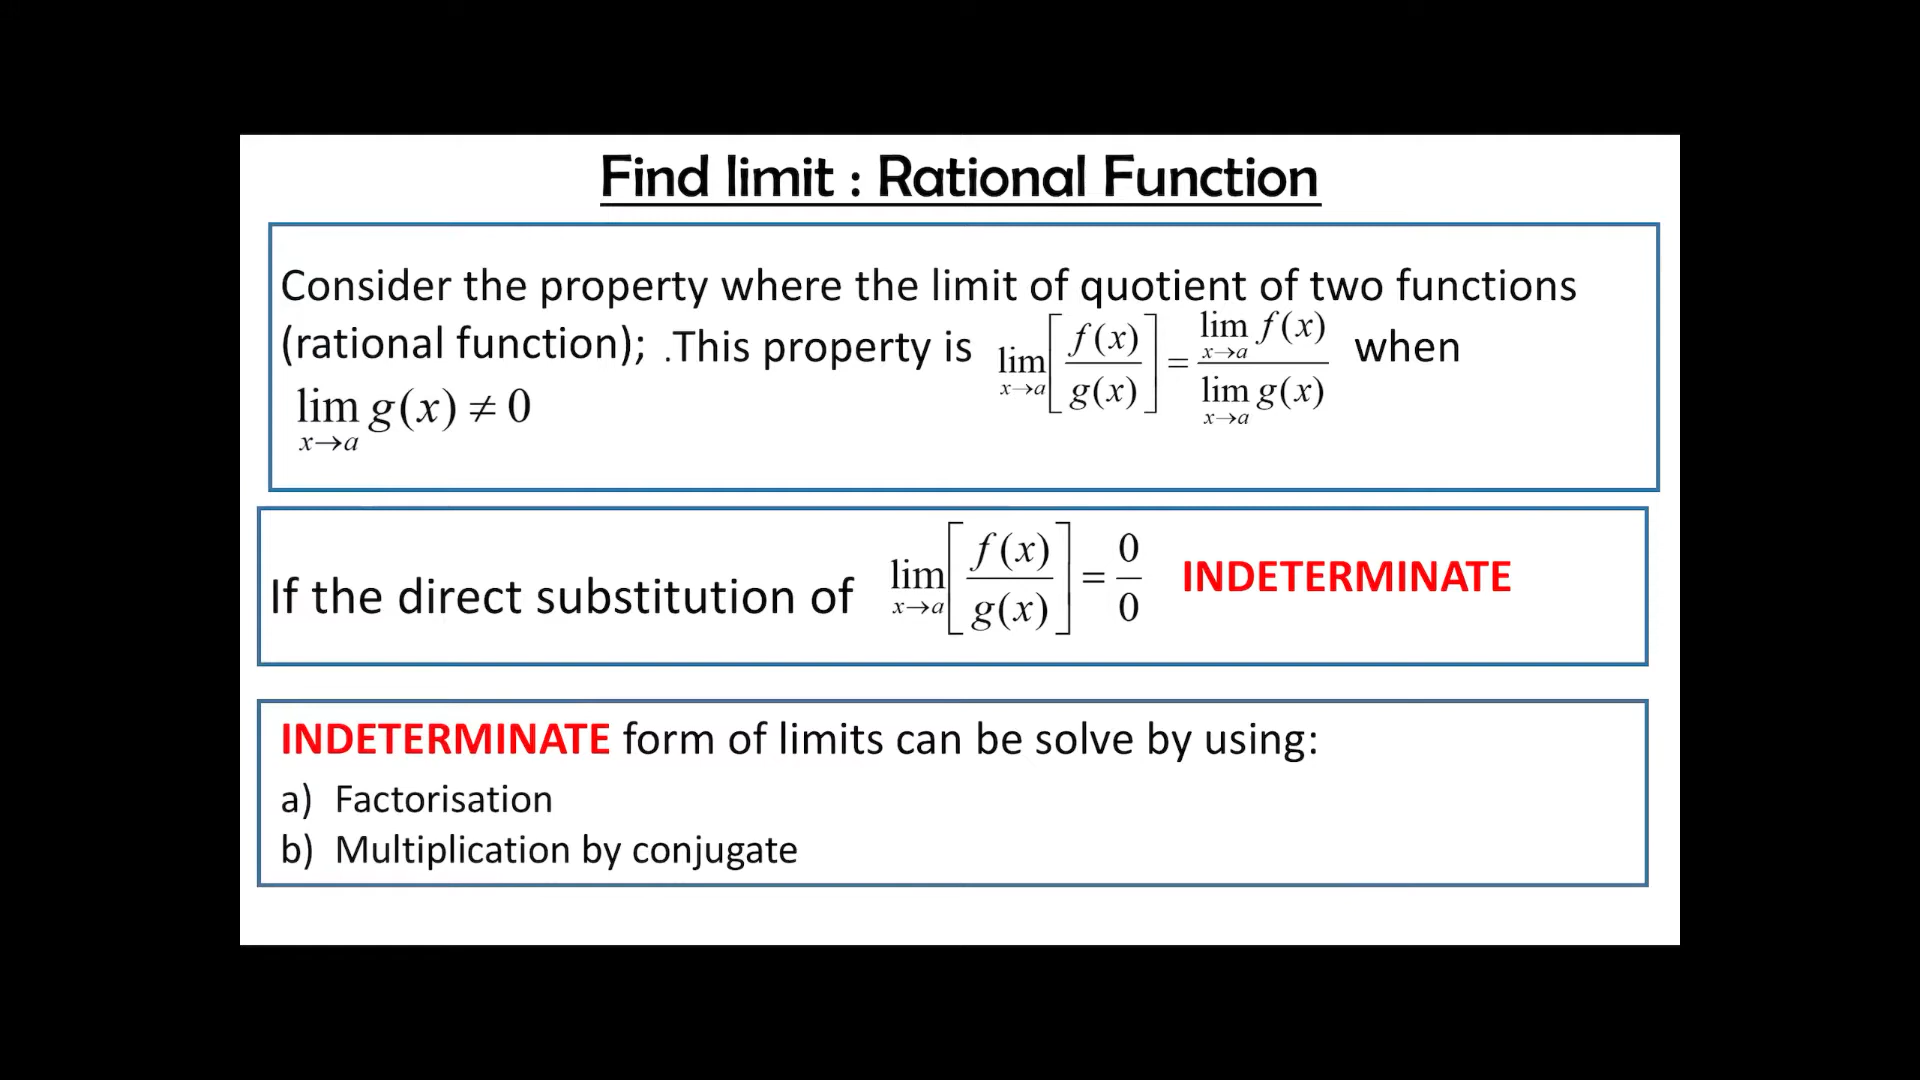 Find limit : Rational Function
Consider the property where the limit of quotient of two functions
(rational function); .This property is lim x→a [ f(x) / g(x) ] = lim x→a f(x) / lim x→a g(x) when
lim x→a g(x) ≠ 0
If the direct substitution of lim x→a [ f(x) / g(x) ] = 0/0 INDETERMINATE
INDETERMINATE form of limits can be solve by using:
a) Factorisation
b) Multiplication by conjugate